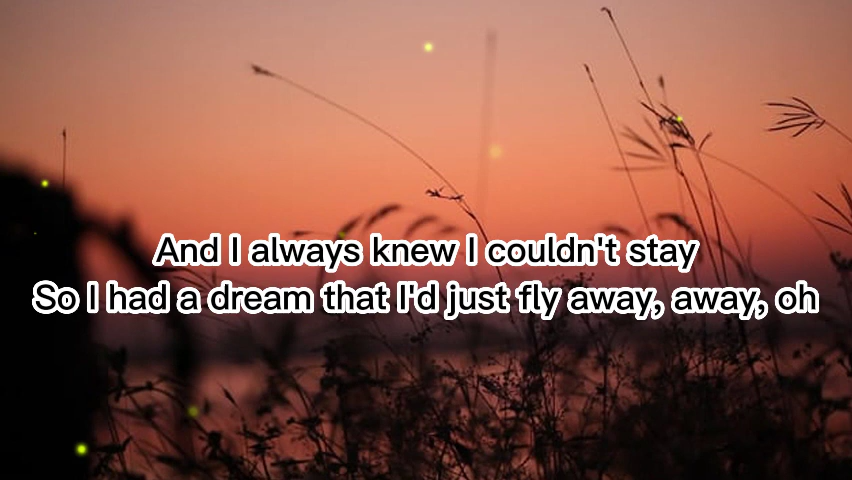 And I always knew I couldn't stay
So I had a dream that I'd just fly away, away, oh